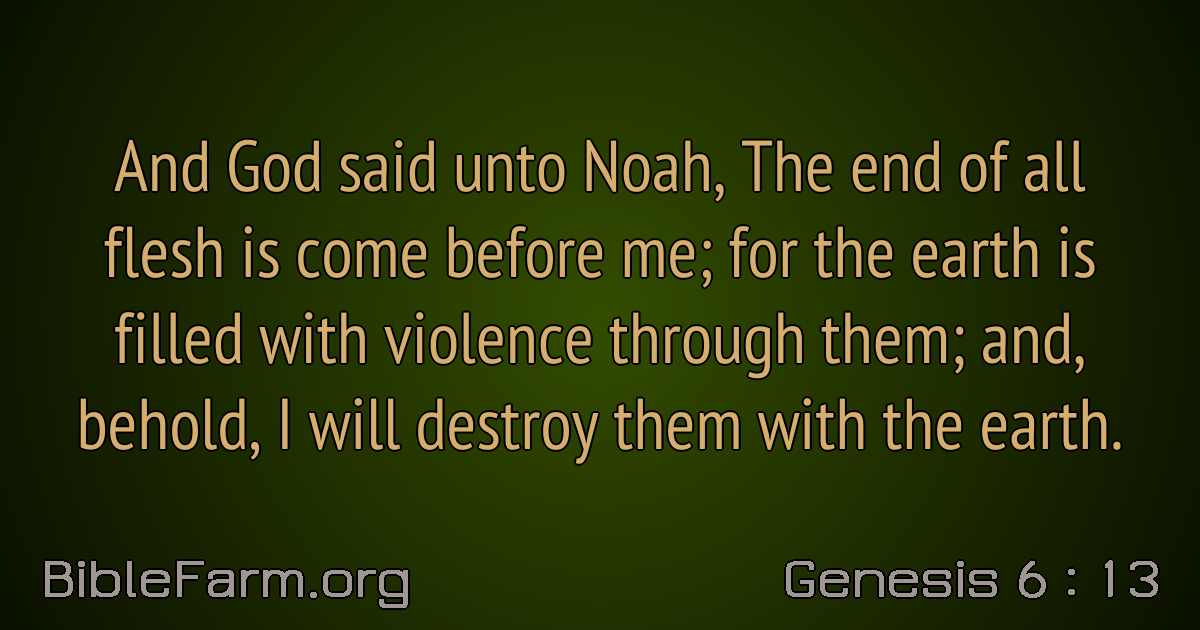 And God said unto Noah, The end of all
flesh is come before me; for the earth is
filled with violence through them; and,
behold, I will destroy them with the earth.
BibleFarm.org
Genesis 6 : 13